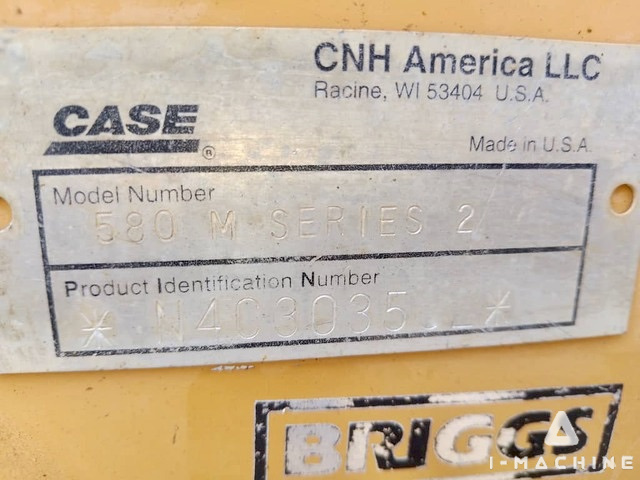 CNH America LLC
Racine, WI 53404 U.S.A.
CASE
®
Made in U.S.A.
Model Number
580 M SERIES 2
Product Identification Number
BRIGGS
I-MACHINE